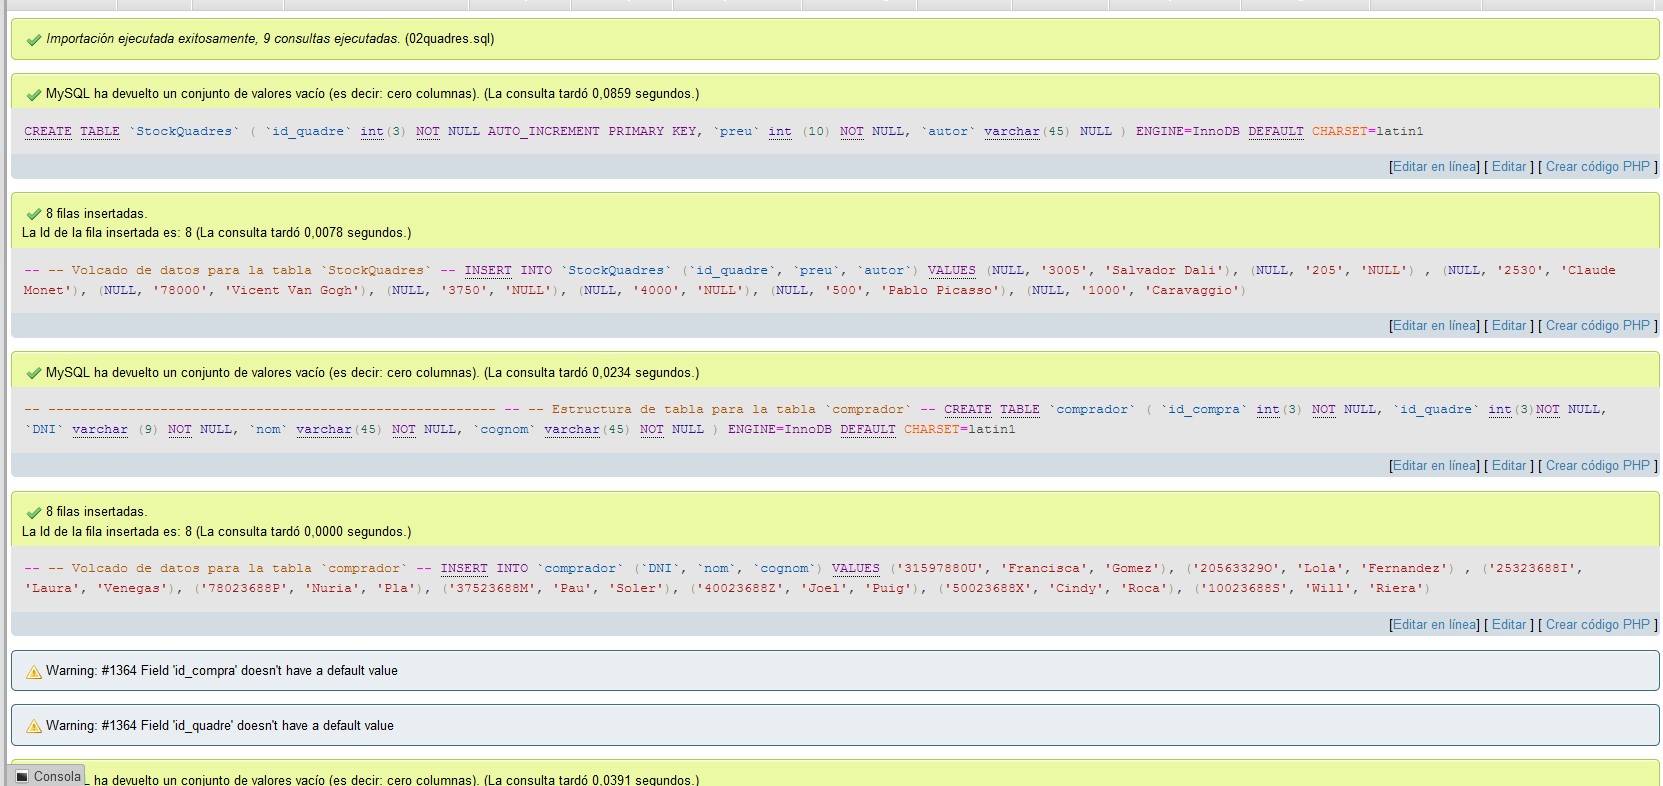 Importación ejecutada exitosamente, 9 consultas ejecutadas. (02quadres.sql)
MySQL ha devuelto un conjunto de valores vacío (es decir: cero columnas). (La consulta tardó 0,0859 segundos.)
CREATE TABLE `StockQuadres` ( `id_quadre` int(3) NOT NULL AUTO_INCREMENT PRIMARY KEY, `preu` int (10) NOT NULL, `autor` varchar(45) NULL ) ENGINE=InnoDB DEFAULT CHARSET=latin1
[Editar en línea] [ Editar ] [ Crear código PHP ]
8 filas insertadas.
La Id de la fila insertada es: 8 (La consulta tardó 0,0078 segundos.)
-- -- Volcado de datos para la tabla `StockQuadres` -- INSERT INTO `StockQuadres` (`id_quadre`, `preu`, `autor`) VALUES (NULL, '3005', 'Salvador Dali'), (NULL, '205', 'NULL') , (NULL, '2530', 'Claude
Monet'), (NULL, '78000', 'Vicent Van Gogh'), (NULL, '3750', 'NULL'), (NULL, '4000', 'NULL'), (NULL, '500', 'Pablo Picasso'), (NULL, '1000', 'Caravaggio')
[Editar en línea] [ Editar ] [ Crear código PHP ]
MySQL ha devuelto un conjunto de valores vacío (es decir: cero columnas). (La consulta tardó 0,0234 segundos.)
-- -------------------------------------------------------- -- -- Estructura de tabla para la tabla `comprador` -- CREATE TABLE `comprador` ( `id_compra` int(3) NOT NULL, `id_quadre` int(3)NOT NULL,
`DNI` varchar (9) NOT NULL, `nom` varchar(45) NOT NULL, `cognom` varchar(45) NOT NULL ) ENGINE=InnoDB DEFAULT CHARSET=latin1
[Editar en línea] [ Editar ] [ Crear código PHP ]
8 filas insertadas.
La Id de la fila insertada es: 8 (La consulta tardó 0,0000 segundos.)
-- -- Volcado de datos para la tabla `comprador` -- INSERT INTO `comprador` (`DNI`, `nom`, `cognom`) VALUES ('31597880U', 'Francisca', 'Gomez'), ('20563329O', 'Lola', 'Fernandez') , ('25323688I',
'Laura', 'Venegas'), ('78023688P', 'Nuria', 'Pla'), ('37523688M', 'Pau', 'Soler'), ('40023688Z', 'Joel', 'Puig'), ('50023688X', 'Cindy', 'Roca'), ('10023688S', 'Will', 'Riera')
[Editar en línea] [ Editar ] [ Crear código PHP ]
Warning: #1364 Field 'id_compra' doesn't have a default value
Warning: #1364 Field 'id_quadre' doesn't have a default value
Consola
ha devuelto un conjunto de valores vacío (es decir: cero columnas). (La consulta tardó 0,0391 segundos.)